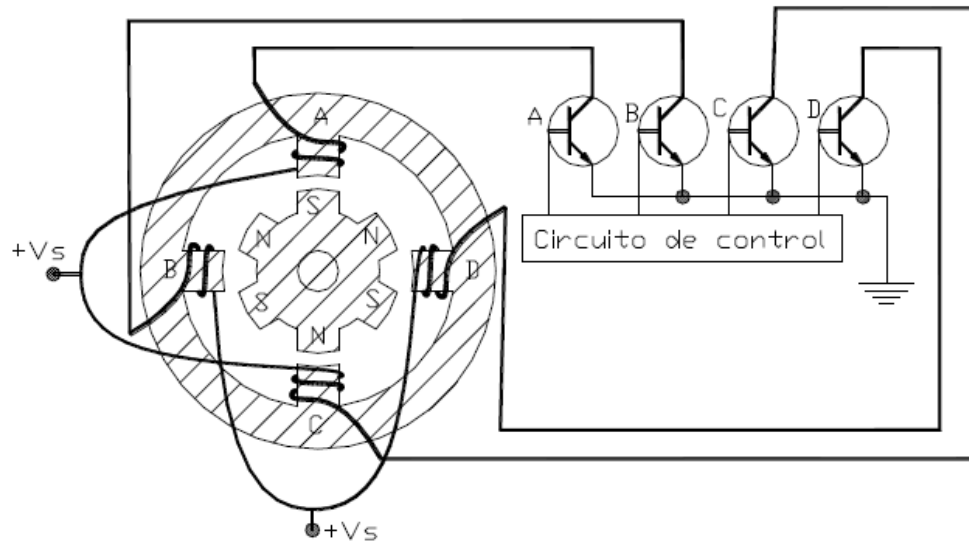 A
A B C D
S
N N
Circuito de control
+Vs
B D
S S
N
C
+Vs